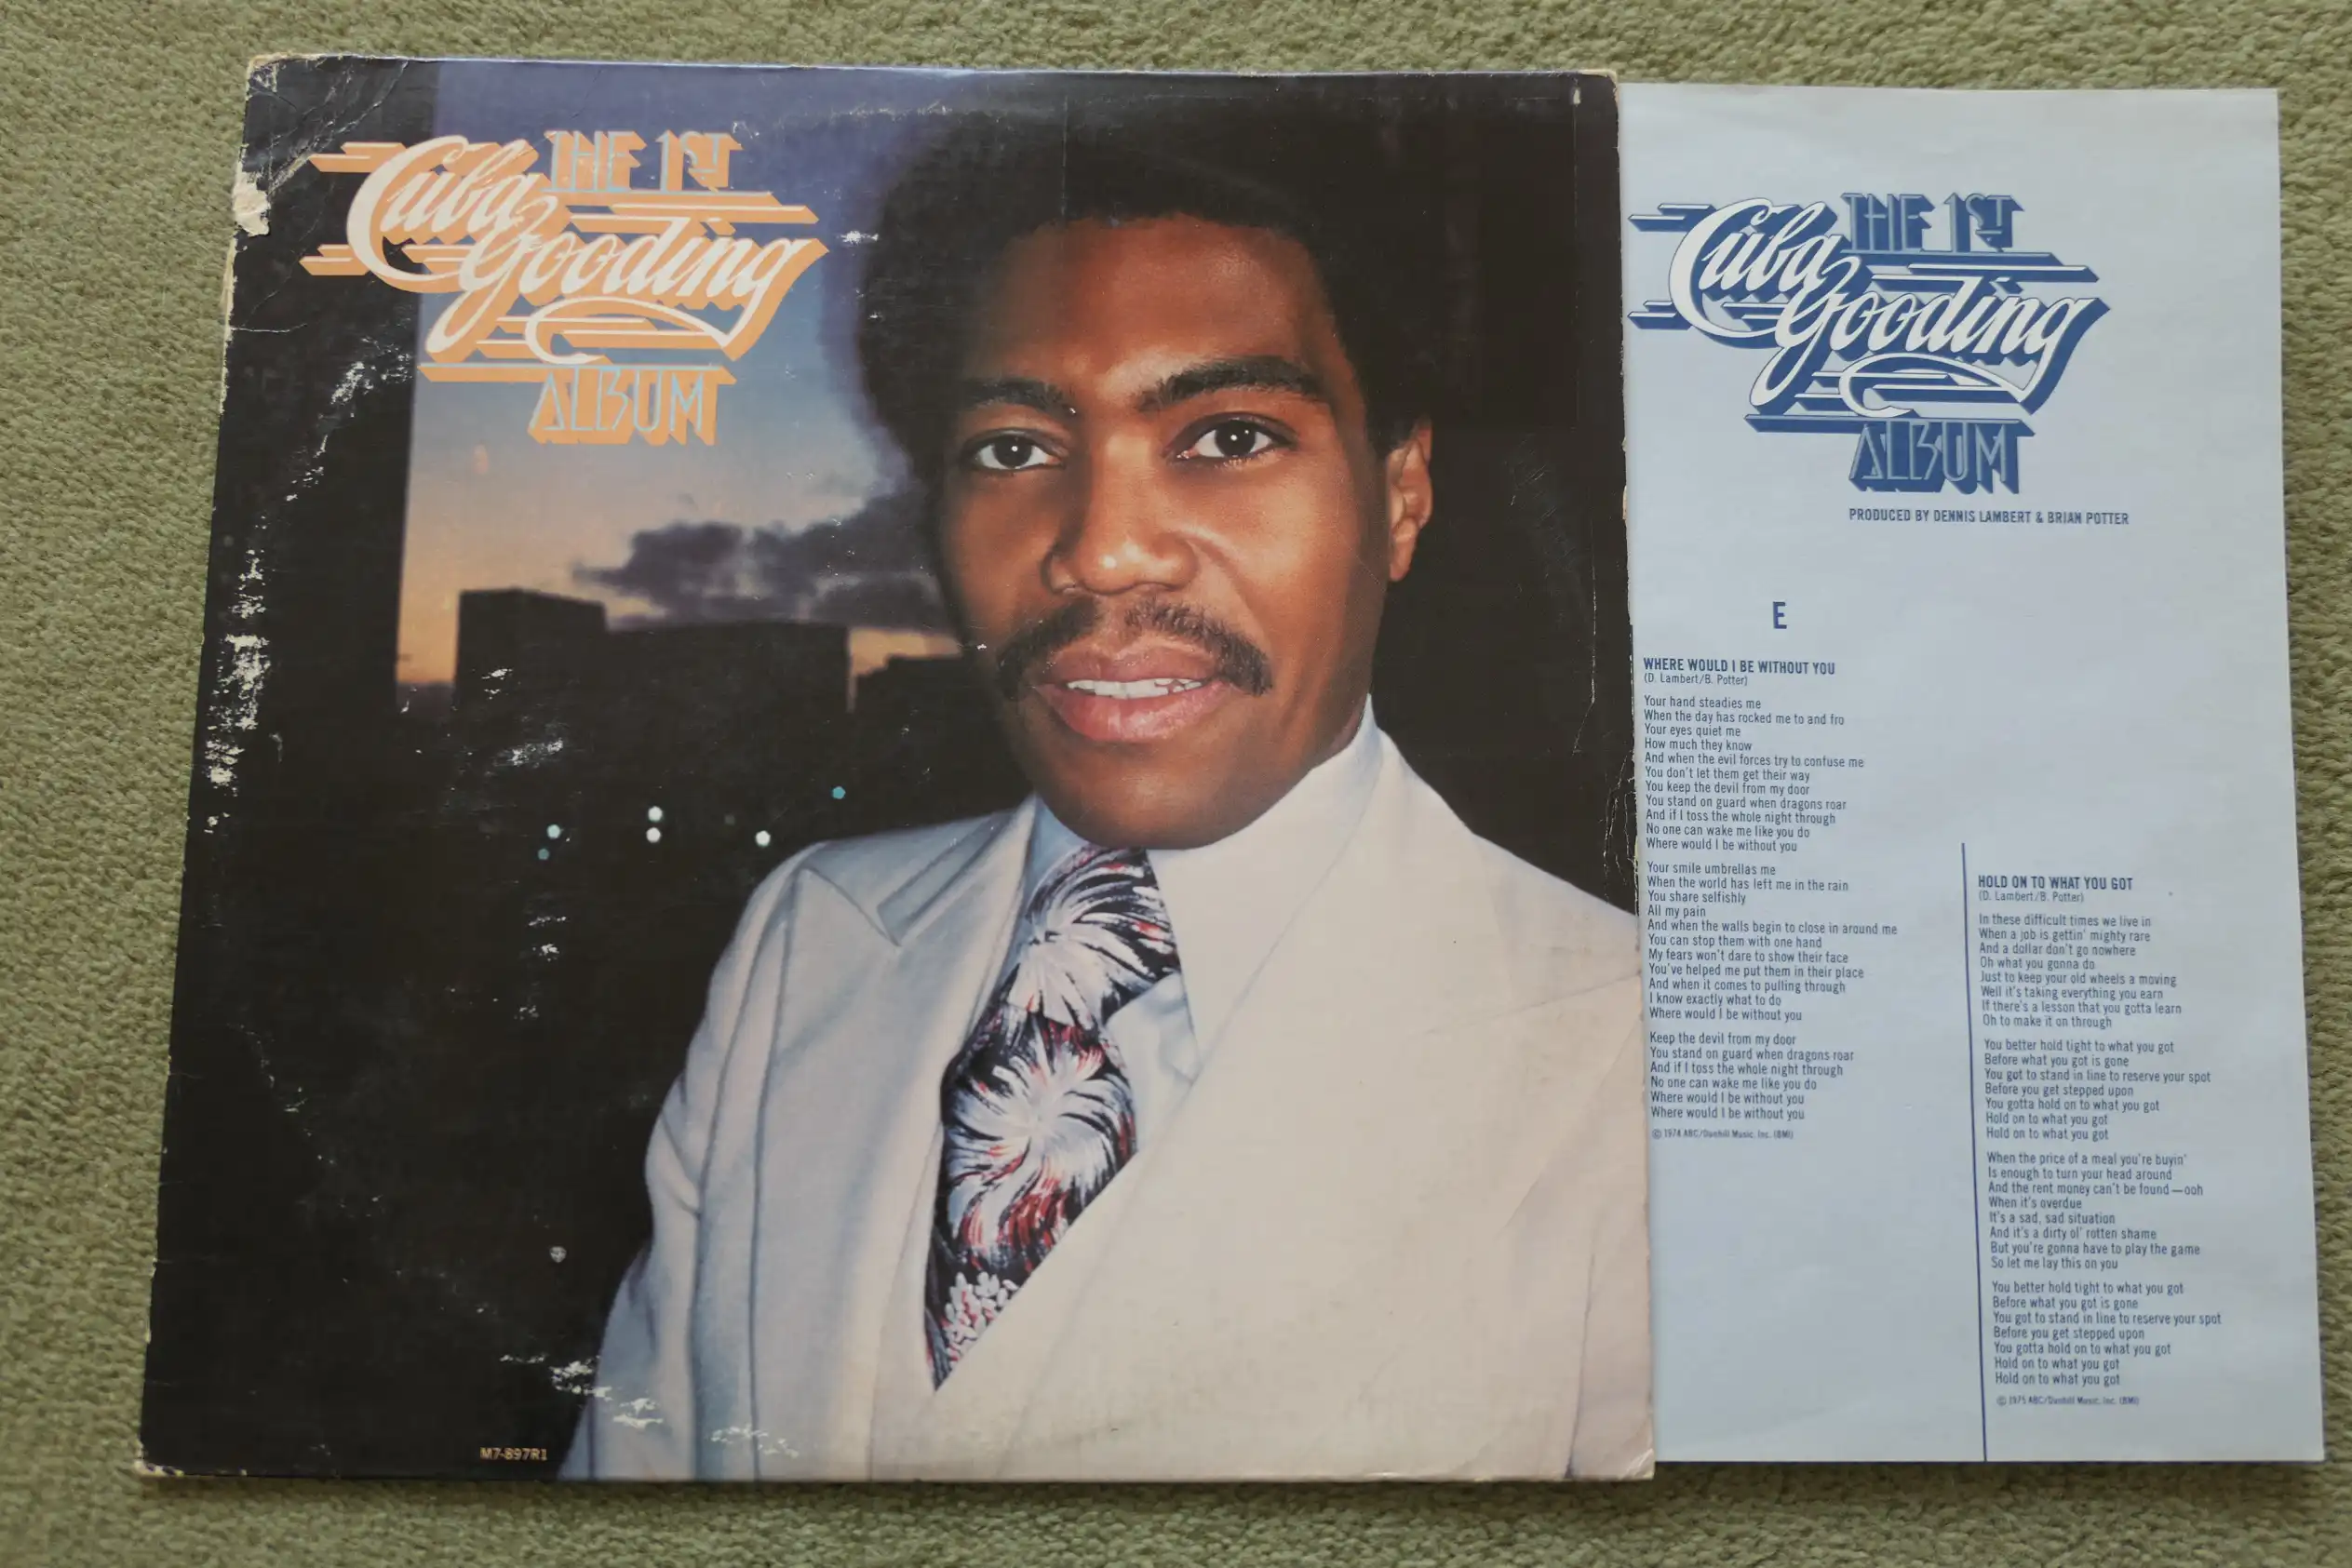 THE 1ST
Cuba
Gooding
ALBUM
M7-897R1
THE 1ST
Cuba
Gooding
ALBUM
PRODUCED BY DENNIS LAMBERT & BRIAN POTTER
E
WHERE WOULD I BE WITHOUT YOU
(D. Lambert/B. Potter)
Your hand steadies me
When the day has rocked me to and fro
Your eyes quiet me
How much they know
And when the evil forces try to confuse me
You don't let them get their way
You keep the devil from my door
You stand on guard when dragons roar
And if I toss the whole night through
No one can wake me like you do
Where would I be without you
Your smile umbrellas me
When the world has left me in the rain
You share selfishly
All my pain
And when the walls begin to close in around me
You can stop them with one hand
My fears won't dare to show their face
You've helped me put them in their place
And when it comes to pulling through
I know exactly what to do
Where would I be without you
Keep the devil from my door
You stand on guard when dragons roar
And if I toss the whole night through
No one can wake me like you do
Where would I be without you
Where would I be without you
© 1974 ABC/Dunhill Music, Inc. (BMI)
HOLD ON TO WHAT YOU GOT
(D. Lambert/B. Potter)
In these difficult times we live in
When a job is gettin' mighty rare
And a dollar don't go nowhere
Oh what you gonna do
Just to keep your old wheels a moving
Well it's taking everything you earn
If there's a lesson that you gotta learn
Oh to make it on through
You better hold tight to what you got
Before what you got is gone
You got to stand in line to reserve your spot
Before you get stepped upon
You gotta hold on to what you got
Hold on to what you got
Hold on to what you got
When the price of a meal you're buyin'
Is enough to turn your head around
And the rent money can't be found—ooh
When it's overdue
It's a sad, sad situation
And it's a dirty ol' rotten shame
But you're gonna have to play the game
So let me lay this on you
You better hold tight to what you got
Before what you got is gone
You got to stand in line to reserve your spot
Before you get stepped upon
You gotta hold on to what you got
Hold on to what you got
Hold on to what you got
© 1975 ABC/Dunhill Music, Inc. (BMI)